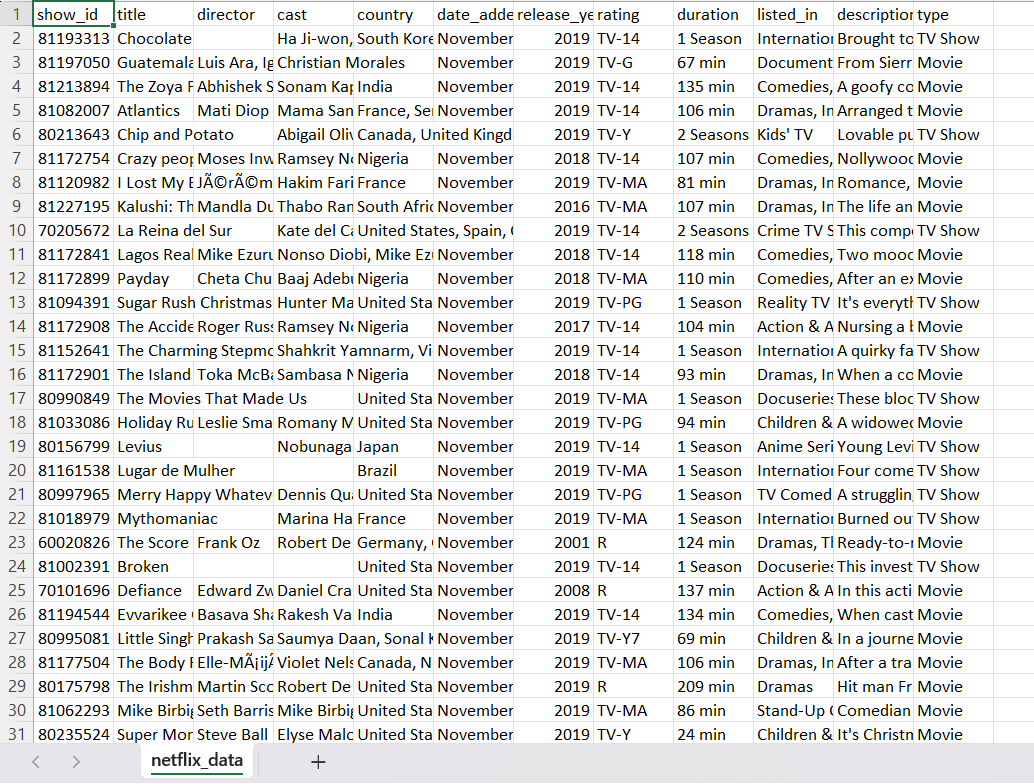 1 show_id title director cast country date_adde release_ye rating duration listed_in description type
2 81193313 Chocolate Ha Ji-won, South Kore November 2019 TV-14 1 Season Internation Brought to TV Show
3 81197050 Guatemala Luis Ara, Ig Christian Morales November 2019 TV-G 67 min Document From Sierr Movie
4 81213894 The Zoya F Abhishek S Sonam Kap India November 2019 TV-14 135 min Comedies, A goofy co Movie
5 81082007 Atlantics Mati Diop Mama San France, Se November 2019 TV-14 106 min Dramas, In Arranged t Movie
6 80213643 Chip and Potato Abigail Oliv Canada, United Kingd 2019 TV-Y 2 Seasons Kids' TV Lovable pu TV Show
7 81172754 Crazy peop Moses Inw Ramsey No Nigeria November 2018 TV-14 107 min Comedies, Nollywood Movie
8 81120982 I Lost My B JÃ©rÃ©m Hakim Fari France November 2019 TV-MA 81 min Dramas, In Romance, Movie
9 81227195 Kalushi: Th Mandla Du Thabo Ram South Afric November 2016 TV-MA 107 min Dramas, In The life an Movie
10 70205672 La Reina del Sur Kate del Ca United States, Spain, 2019 TV-14 2 Seasons Crime TV S This comp TV Show
11 81172841 Lagos Real Mike Ezuru Nonso Diobi, Mike Ez November 2018 TV-14 118 min Comedies, Two mood Movie
12 81172899 Payday Cheta Chu Baaj Adebu Nigeria November 2018 TV-MA 110 min Comedies, After an ex Movie
13 81094391 Sugar Rush Christmas Hunter Ma United Sta November 2019 TV-PG 1 Season Reality TV It's everyth TV Show
14 81172908 The Accide Roger Russ Ramsey No Nigeria November 2017 TV-14 104 min Action & A Nursing a b Movie
15 81152641 The Charming Stepmo Shahkrit Yamnarm, Vi November 2019 TV-14 1 Season Internation A quirky fa TV Show
16 81172901 The Island Toka McBa Sambasa N Nigeria November 2018 TV-14 93 min Dramas, In When a co Movie
17 80990849 The Movies That Made Us United Sta November 2019 TV-MA 1 Season Docuseries These bloc TV Show
18 81033086 Holiday Ru Leslie Sma Romany M United Sta November 2019 TV-PG 94 min Children & A widowed Movie
19 80156799 Levius Nobunaga Japan November 2019 TV-14 1 Season Anime Seri Young Levi TV Show
20 81161538 Lugar de Mulher Brazil November 2019 TV-MA 1 Season Internation Four come TV Show
21 80997965 Merry Happy Whatev Dennis Qua United Sta November 2019 TV-PG 1 Season TV Comed A strugglin TV Show
22 81018979 Mythomaniac Marina Ha France November 2019 TV-MA 1 Season Internation Burned ou TV Show
23 60020826 The Score Frank Oz Robert De Germany, November 2001 R 124 min Dramas, Th Ready-to-r Movie
24 81002391 Broken United Sta November 2019 TV-14 1 Season Docuseries This invest TV Show
25 70101696 Defiance Edward Zw Daniel Cra United Sta November 2008 R 137 min Action & A In this acti Movie
26 81194544 Evvarikee Basava Sha Rakesh Va India November 2019 TV-14 134 min Comedies, When cast Movie
27 80995081 Little Singh Prakash Sa Saumya Daan, Sonal K November 2019 TV-Y7 69 min Children & In a journe Movie
28 81177504 The Body R Elle-MÃ¡ijÃ Violet Nels Canada, N November 2019 TV-MA 106 min Dramas, In After a tra Movie
29 80175798 The Irishm Martin Sco Robert De United Sta November 2019 R 209 min Dramas Hit man Fr Movie
30 81062293 Mike Birbig Seth Barris Mike Birbig United Sta November 2019 TV-MA 86 min Stand-Up C Comedian Movie
31 80235524 Super Mon Steve Ball Elyse Malo United Sta November 2019 TV-Y 24 min Children & It's Christm Movie
netflix_data